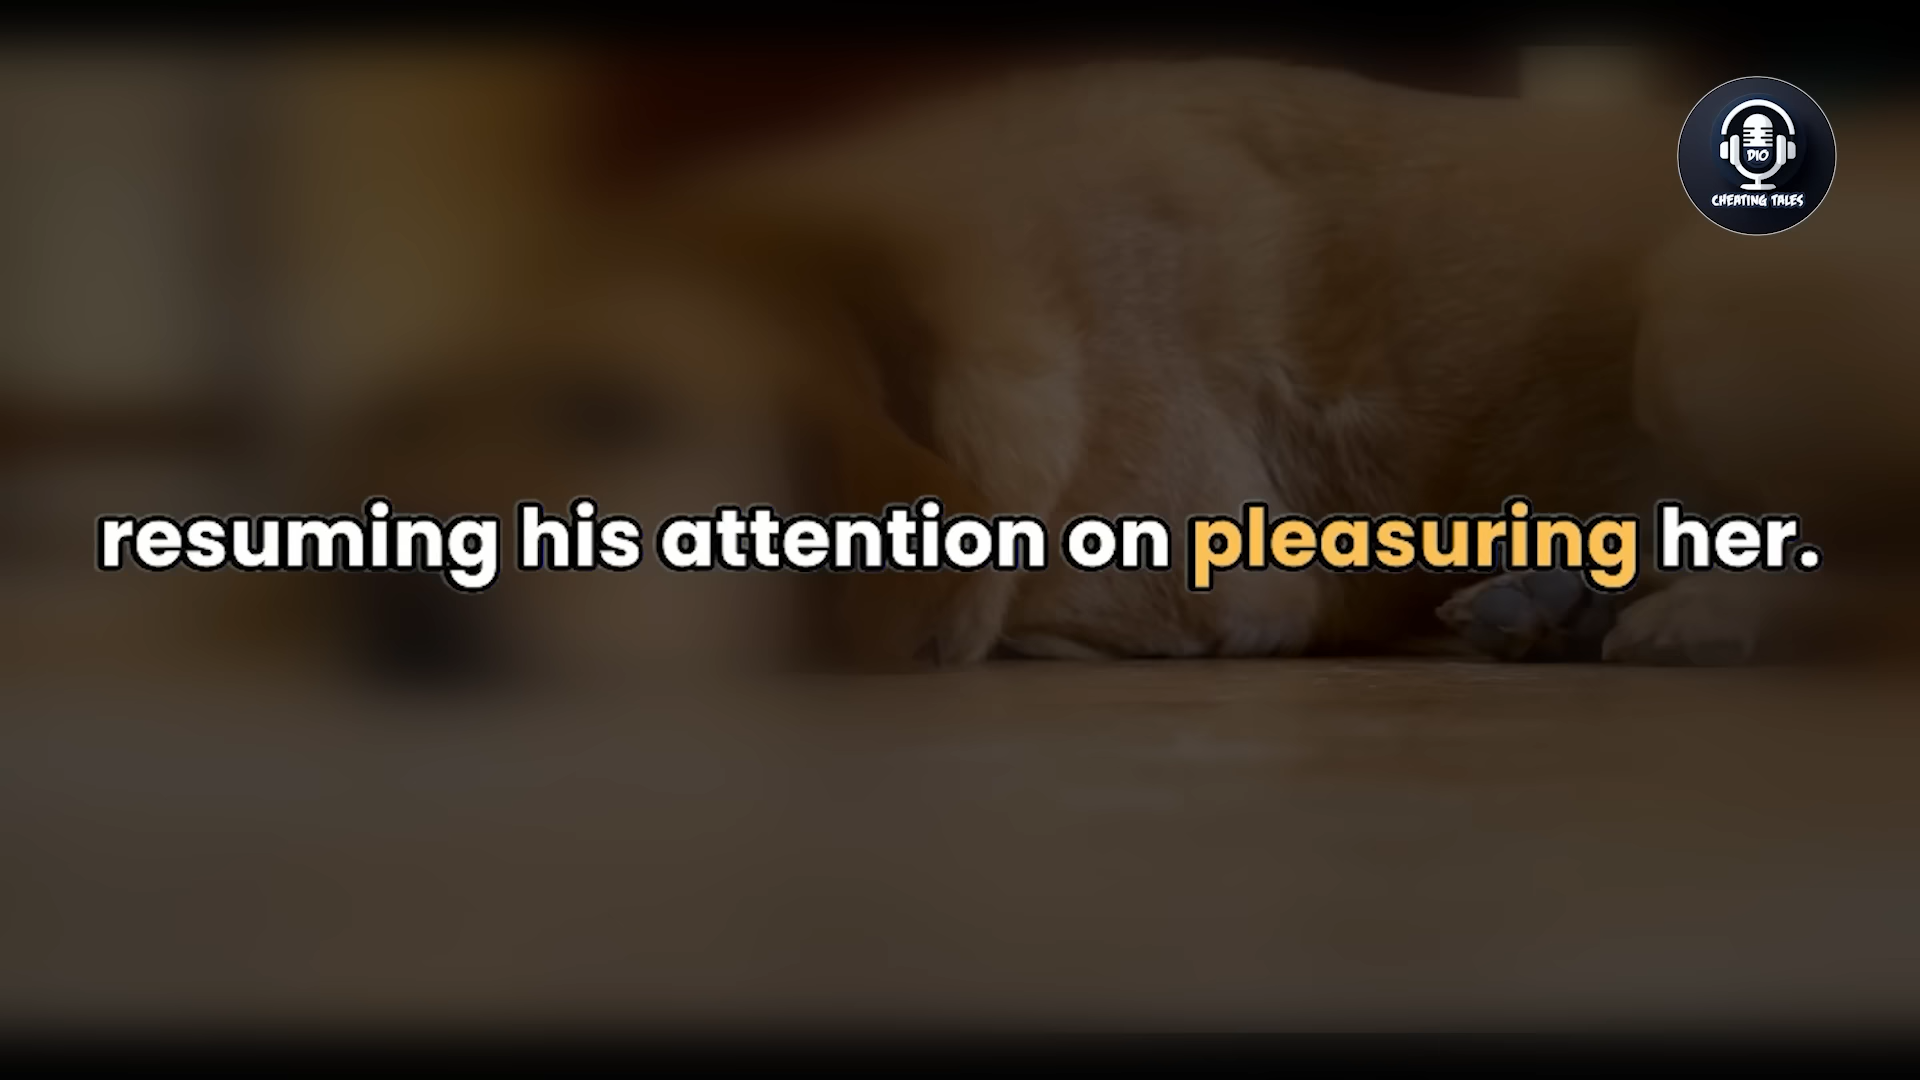 DIO
CHEATING TALES
resuming his attention on pleasuring her.